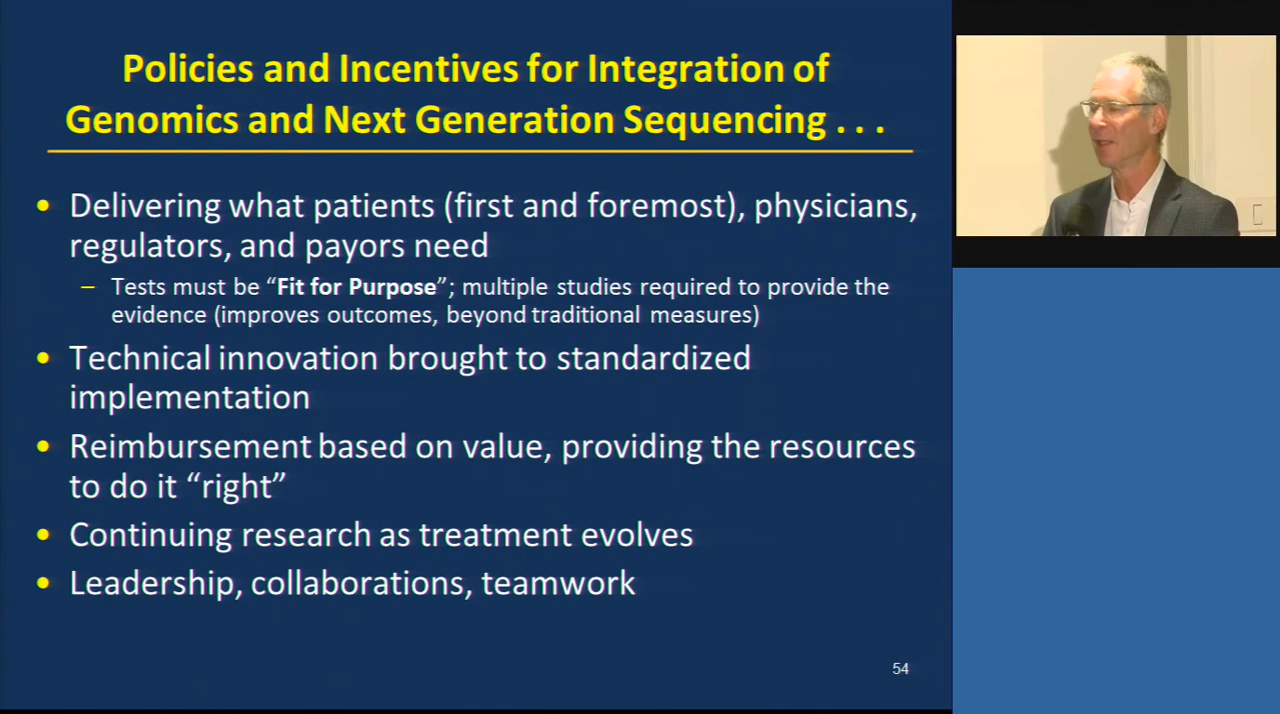 Policies and Incentives for Integration of
Genomics and Next Generation Sequencing . . .
• Delivering what patients (first and foremost), physicians,
regulators, and payors need
– Tests must be “Fit for Purpose”; multiple studies required to provide the
evidence (improves outcomes, beyond traditional measures)
• Technical innovation brought to standardized
implementation
• Reimbursement based on value, providing the resources
to do it “right”
• Continuing research as treatment evolves
• Leadership, collaborations, teamwork
54